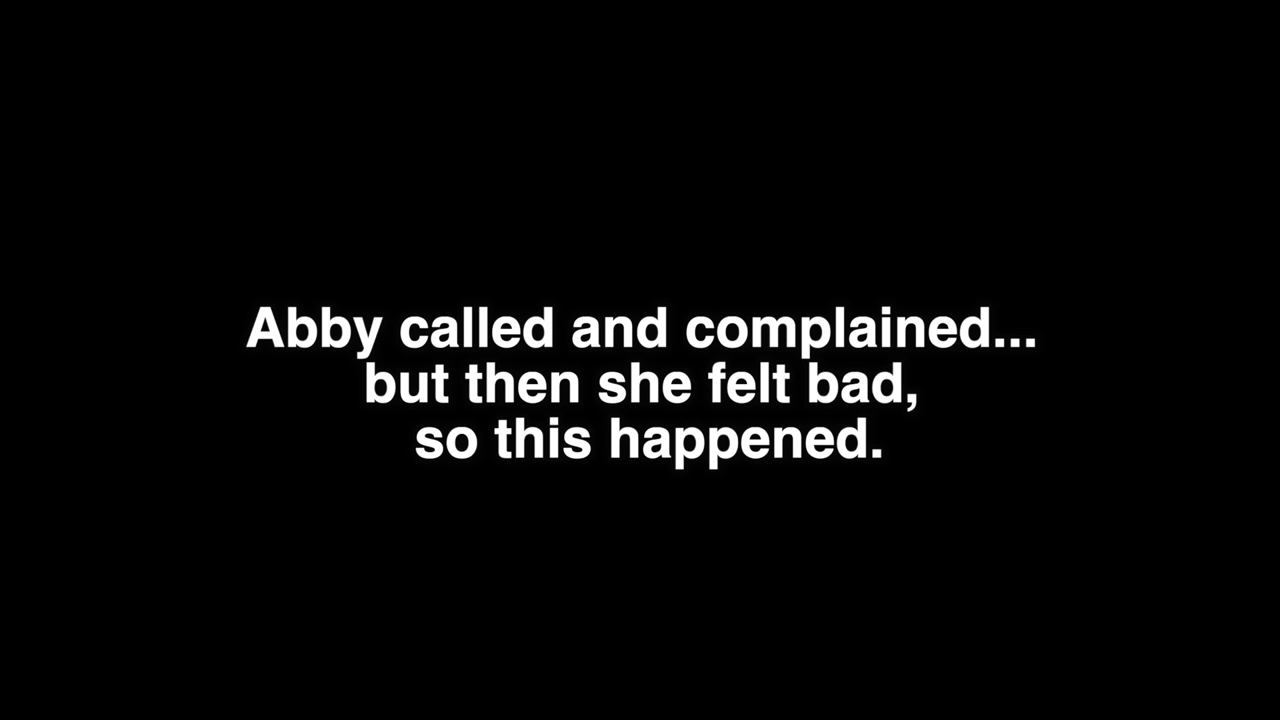 Abby called and complained...
but then she felt bad,
so this happened.